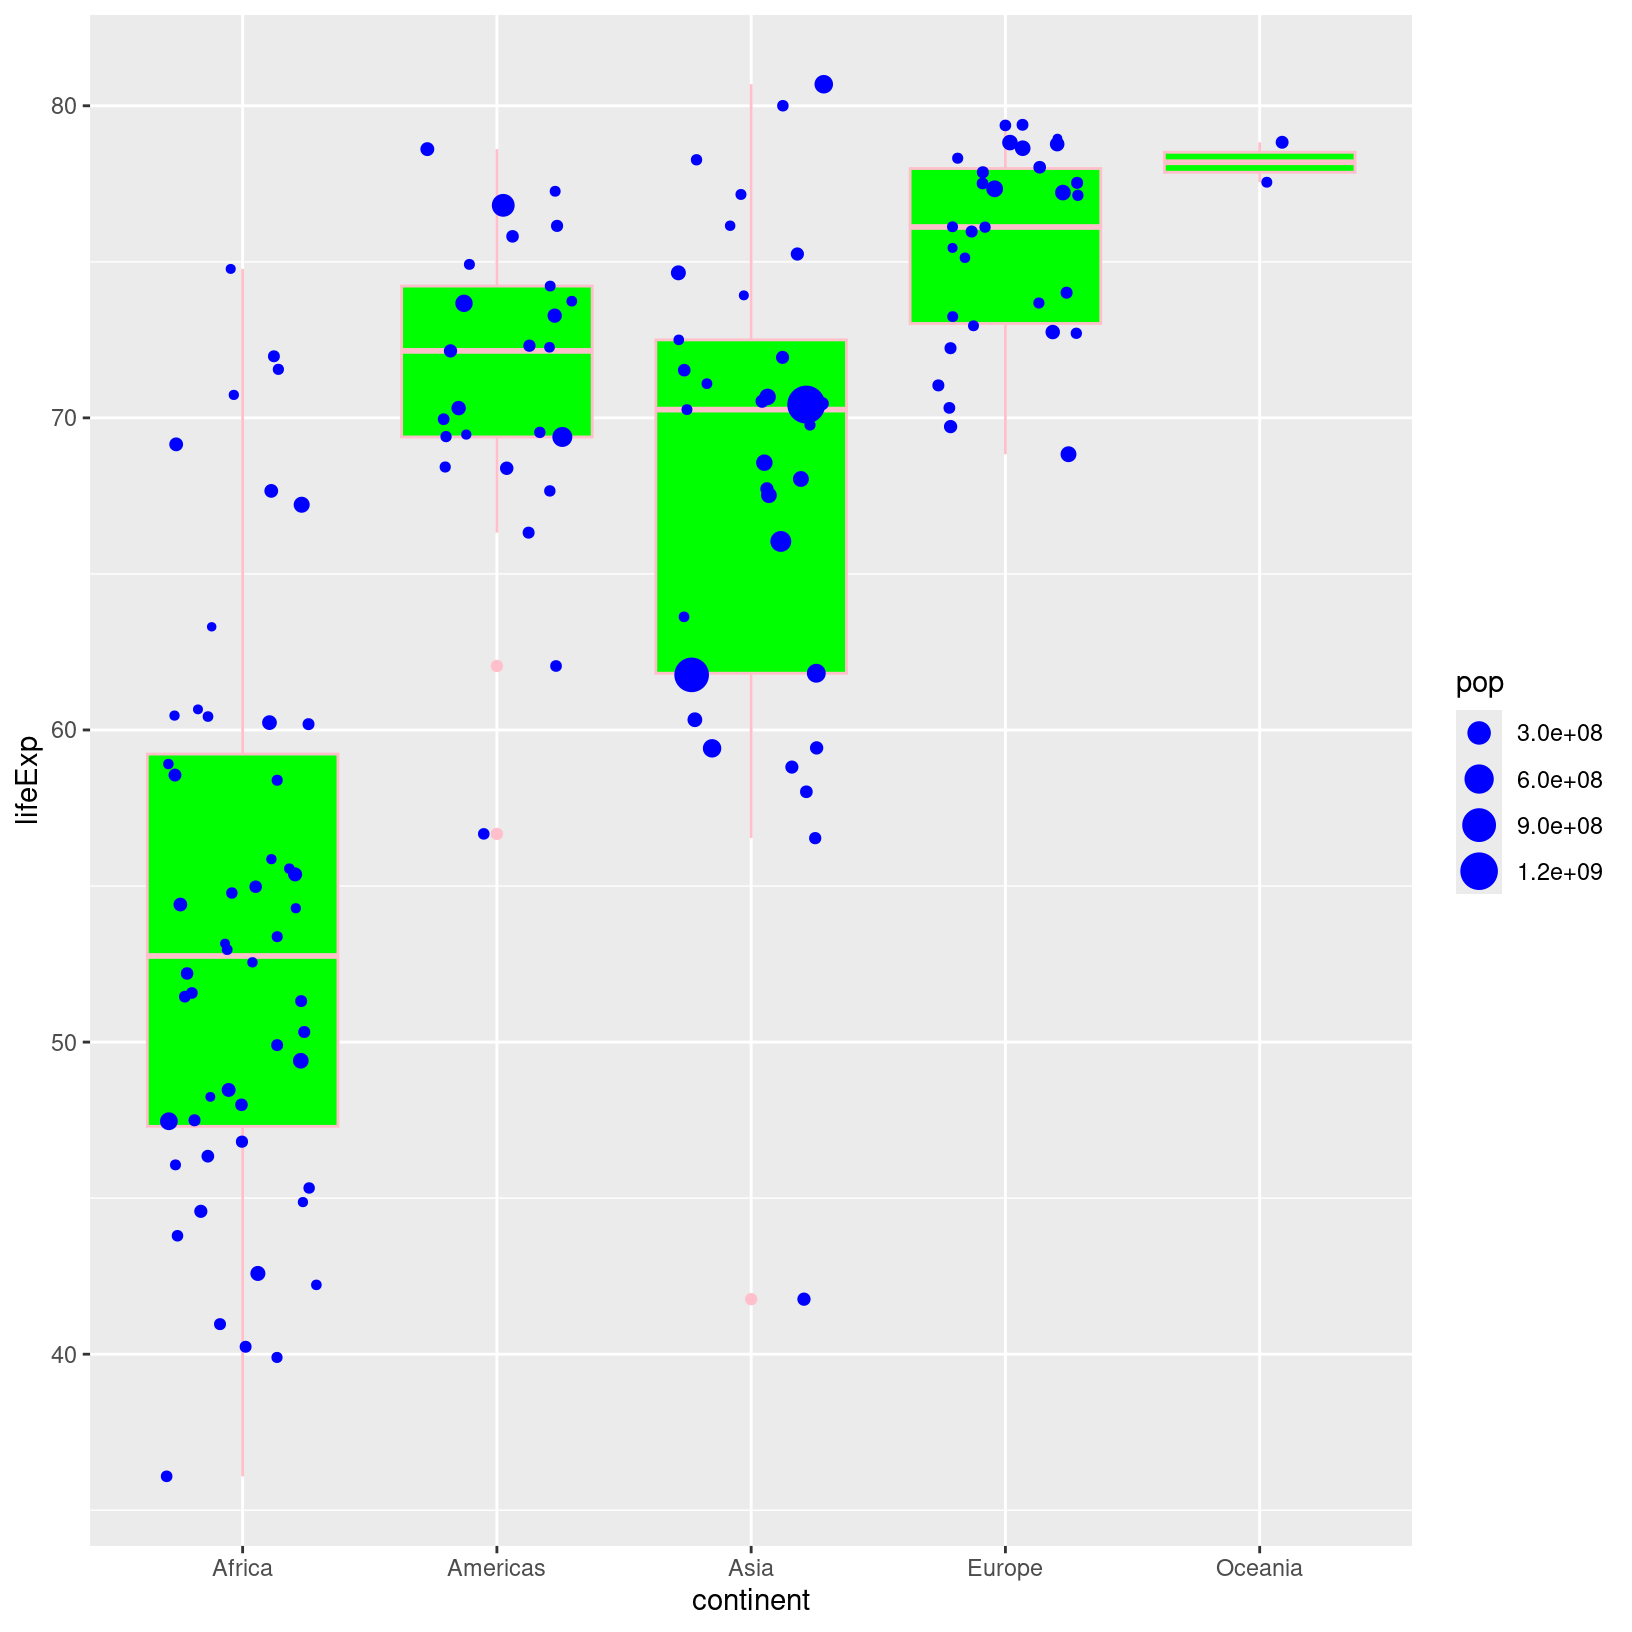 80
70
60
50
40
lifeExp
Africa
Americas
Asia
Europe
Oceania
continent
pop
3.0e+08
6.0e+08
9.0e+08
1.2e+09